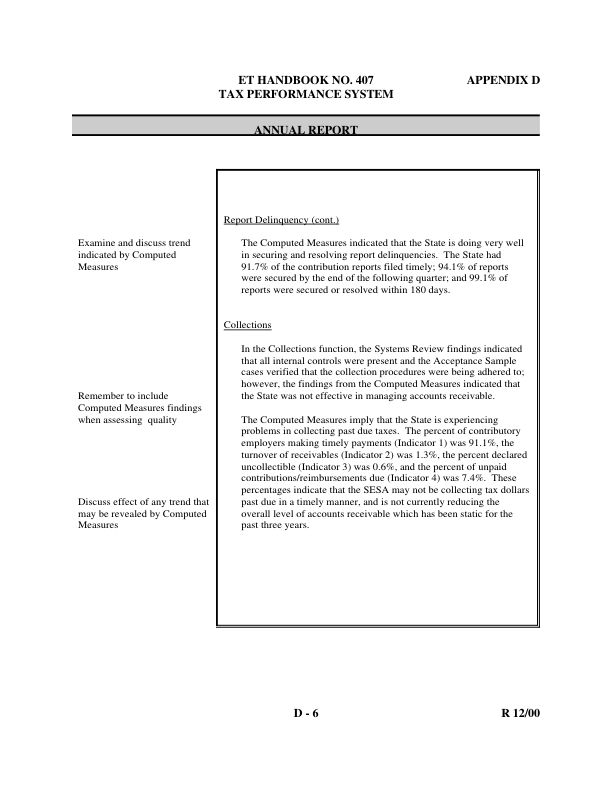 ET HANDBOOK NO. 407 APPENDIX D
TAX PERFORMANCE SYSTEM
ANNUAL REPORT
Report Delinquency (cont.)
Examine and discuss trend
indicated by Computed
Measures
The Computed Measures indicated that the State is doing very well
in securing and resolving report delinquencies. The State had
91.7% of the contribution reports filed timely; 94.1% of reports
were secured by the end of the following quarter; and 99.1% of
reports were secured or resolved within 180 days.
Collections
In the Collections function, the Systems Review findings indicated
that all internal controls were present and the Acceptance Sample
cases verified that the collection procedures were being adhered to;
however, the findings from the Computed Measures indicated that
the State was not effective in managing accounts receivable.
Remember to include
Computed Measures findings
when assessing quality
The Computed Measures imply that the State is experiencing
problems in collecting past due taxes. The percent of contributory
employers making timely payments (Indicator 1) was 91.1%, the
turnover of receivables (Indicator 2) was 1.3%, the percent declared
uncollectible (Indicator 3) was 0.6%, and the percent of unpaid
contributions/reimbursements due (Indicator 4) was 7.4%. These
percentages indicate that the SESA may not be collecting tax dollars
past due in a timely manner, and is not currently reducing the
overall level of accounts receivable which has been static for the
past three years.
Discuss effect of any trend that
may be revealed by Computed
Measures
D - 6 R 12/00